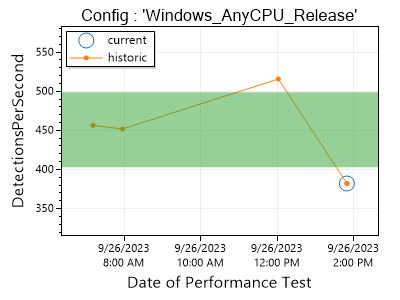 Config : 'Windows_AnyCPU_Release'
current
historic
DetectionsPerSecond
550
500
450
400
350
9/26/2023 9/26/2023 9/26/2023 9/26/2023
8:00 AM 10:00 AM 12:00 PM 2:00 PM
Date of Performance Test